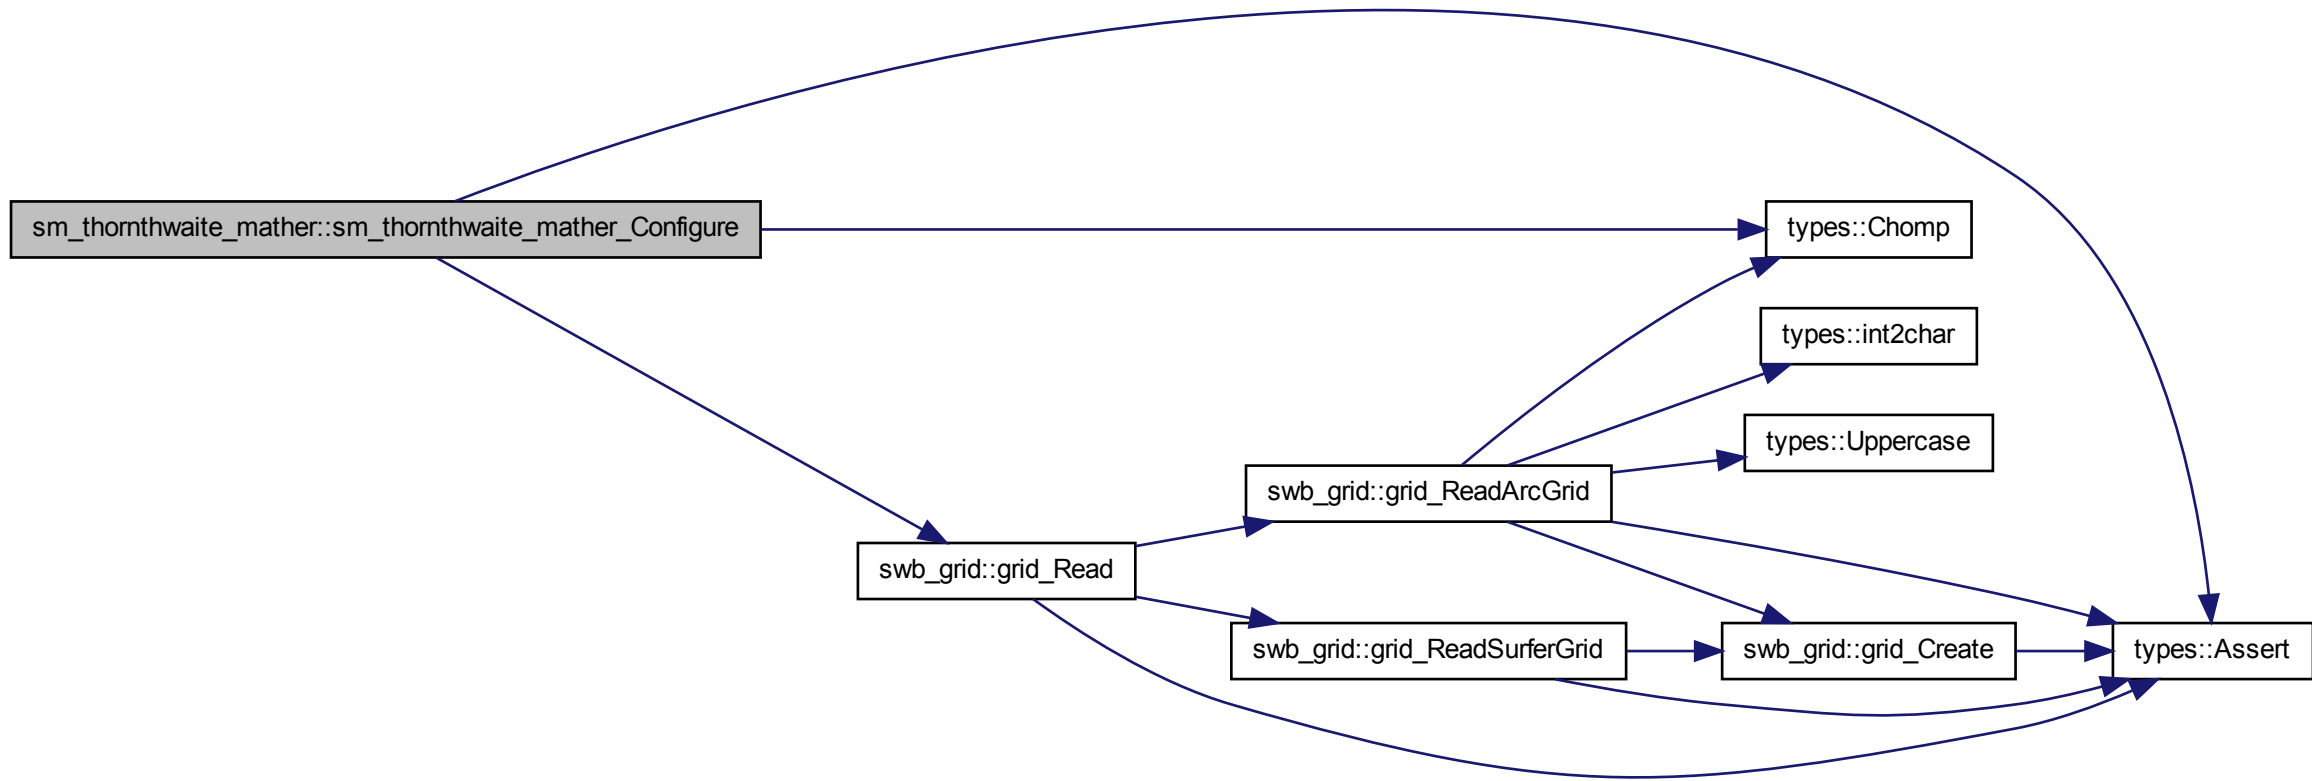 sm_thornthwaite_mather::sm_thornthwaite_mather_Configure
types::Chomp
types::int2char
types::Uppercase
swb_grid::grid_ReadArcGrid
swb_grid::grid_Read
swb_grid::grid_ReadSurferGrid
swb_grid::grid_Create
types::Assert